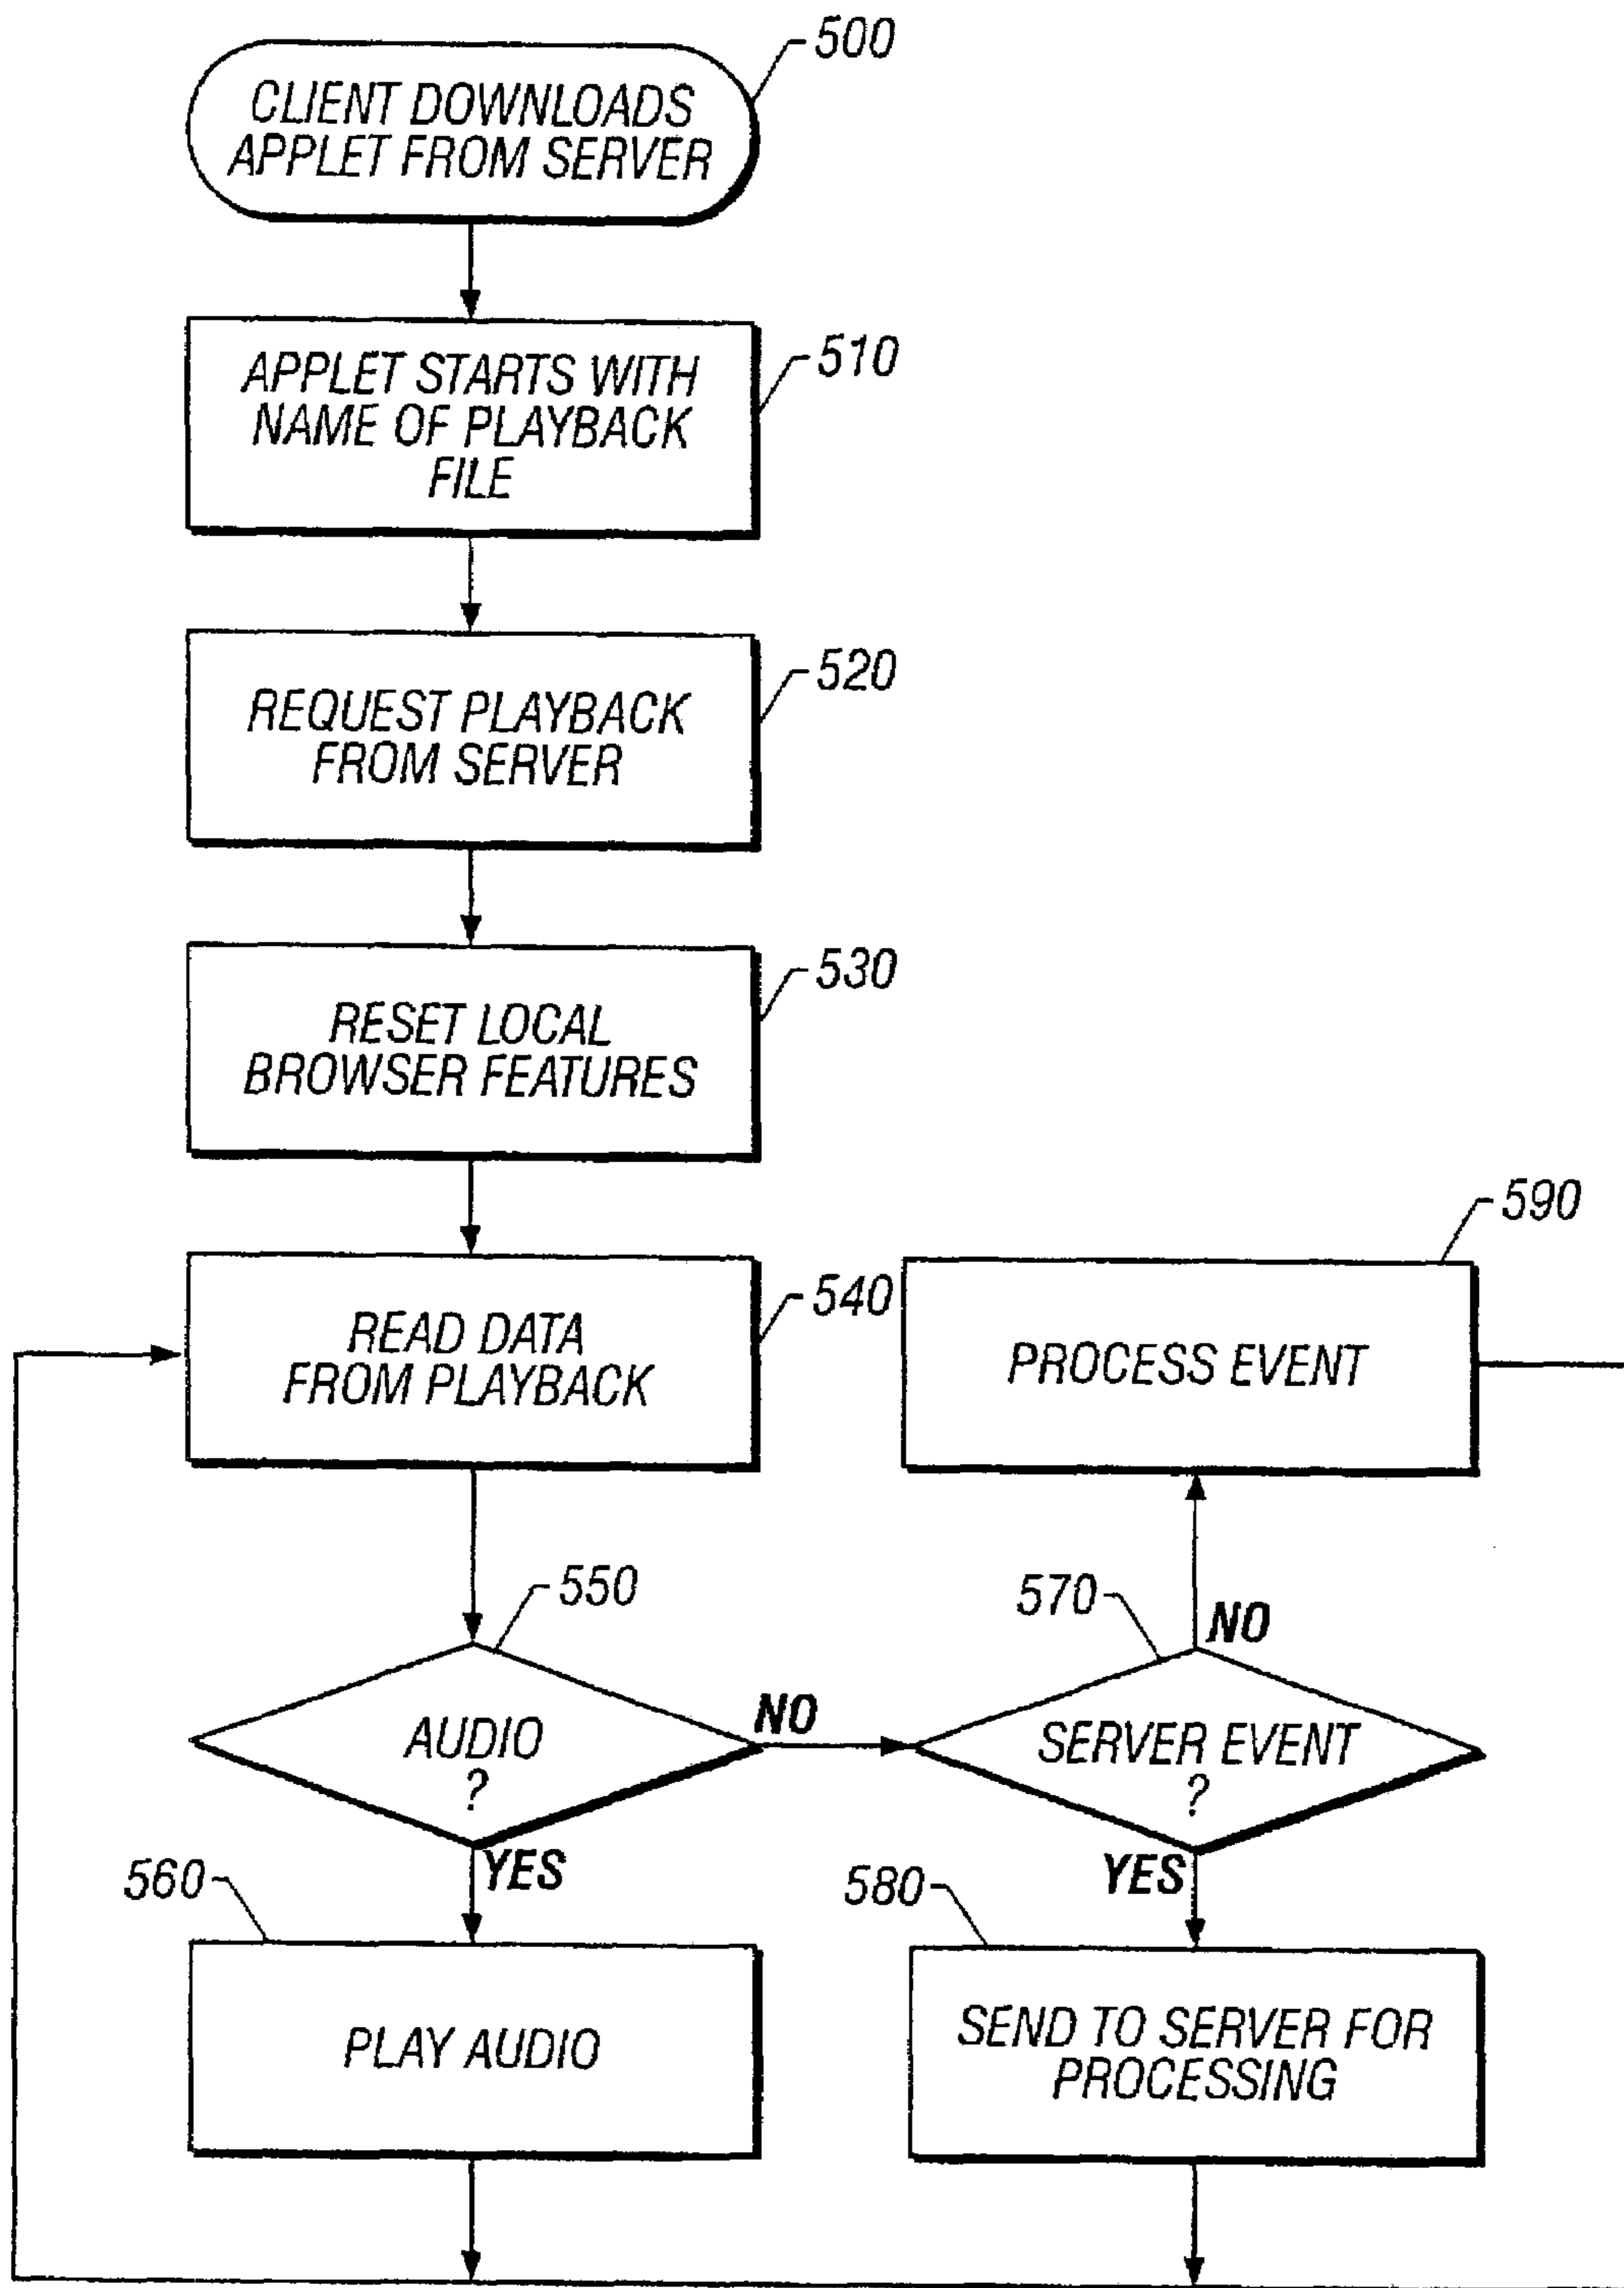 500
CLIENT DOWNLOADS
APPLET FROM SERVER
510
APPLET STARTS WITH
NAME OF PLAYBACK
FILE
520
REQUEST PLAYBACK
FROM SERVER
530
RESET LOCAL
BROWSER FEATURES
540
READ DATA
FROM PLAYBACK
590
PROCESS EVENT
550
AUDIO
?
NO
YES
570
NO
SERVER EVENT
?
YES
560
PLAY AUDIO
580
SEND TO SERVER FOR
PROCESSING